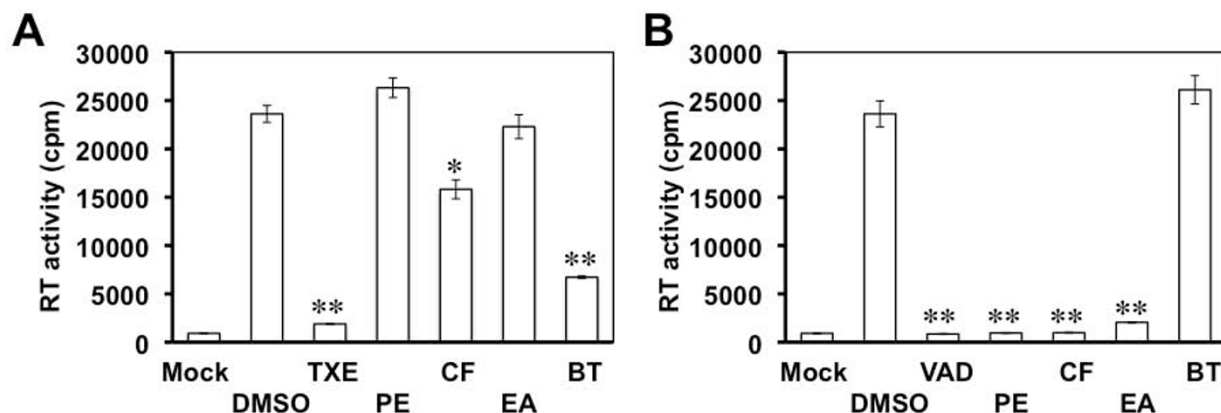 A
B
RT activity (cpm)
30000
25000
20000
15000
10000
5000
0
**
*
**
Mock
TXE
CF
BT
DMSO
PE
EA
RT activity (cpm)
30000
25000
20000
15000
10000
5000
0
** ** ** **
Mock
VAD
CF
BT
DMSO
PE
EA